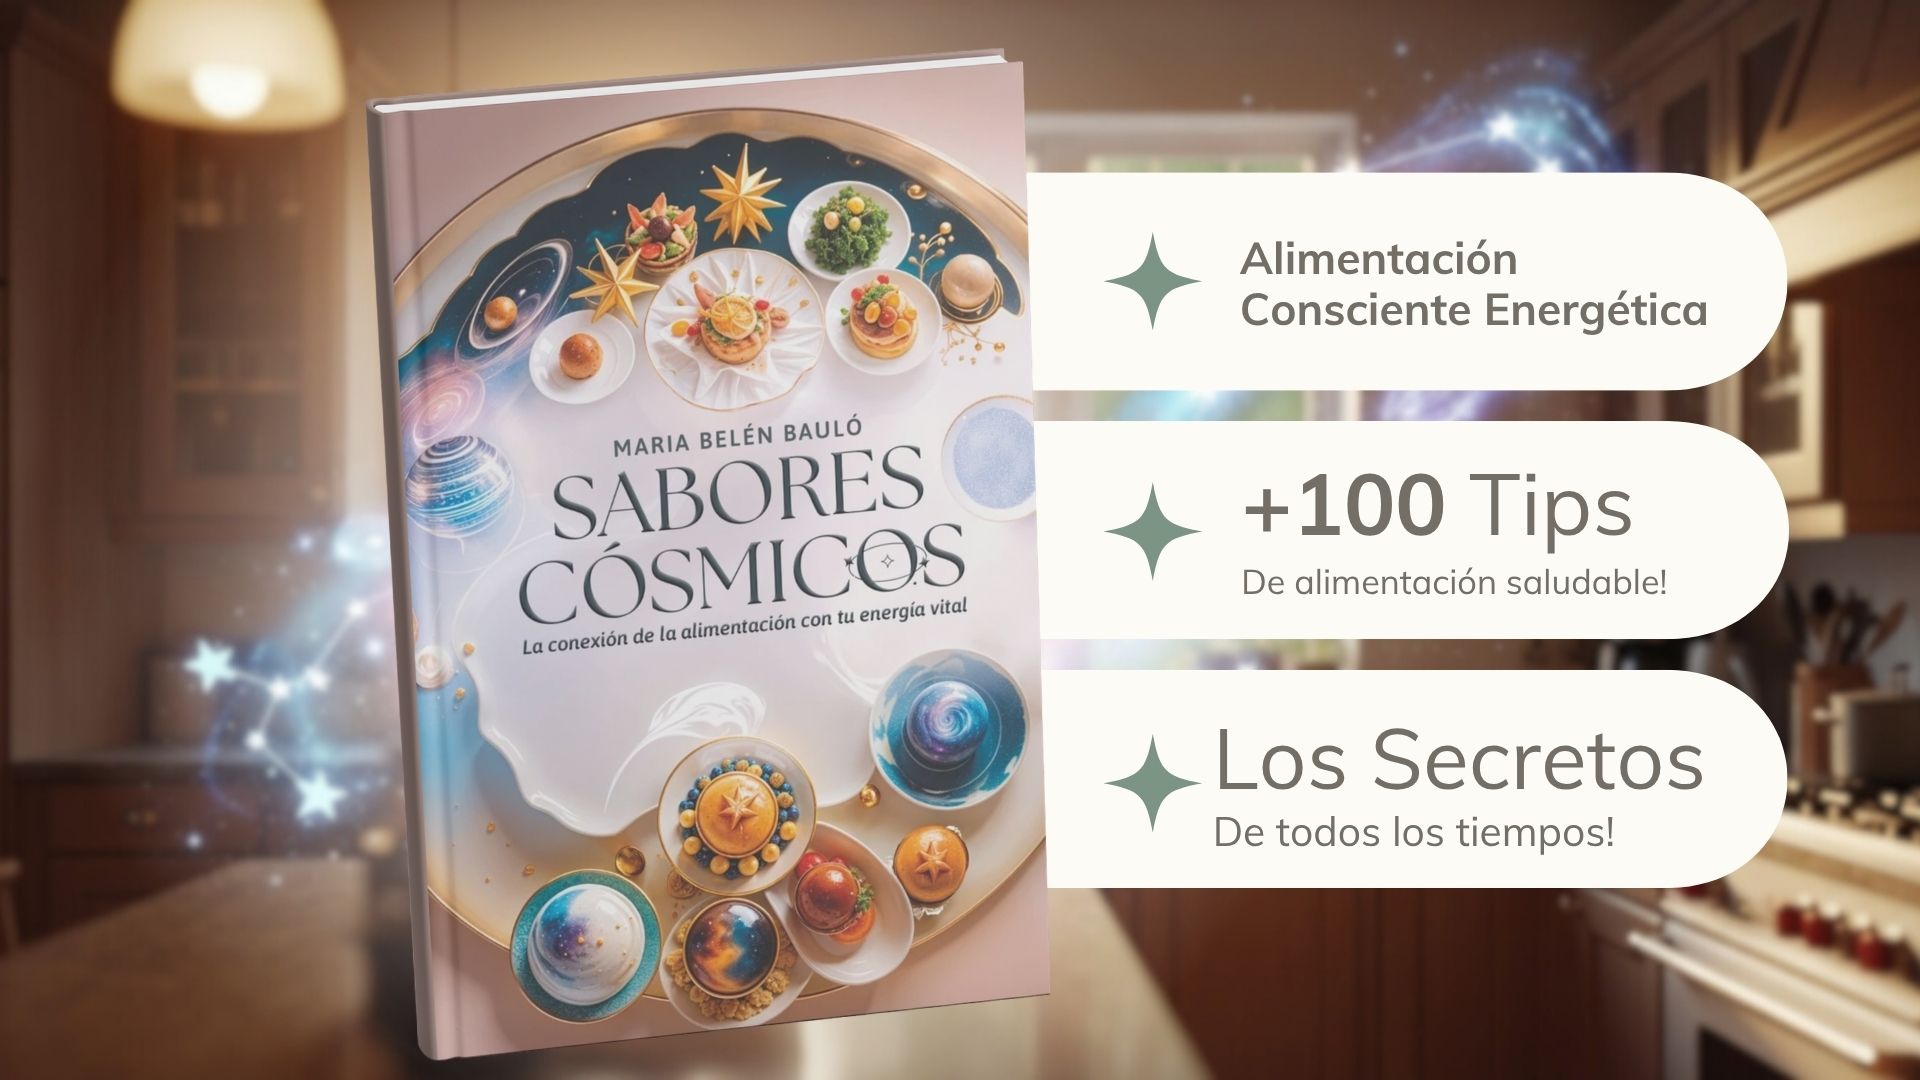 MARIA BELÉN BAULÓ
SABORES
CÓSMICOS
La conexión de la alimentación con tu energía vital
Alimentación
Consciente Energética
+100 Tips
De alimentación saludable!
Los Secretos
De todos los tiempos!